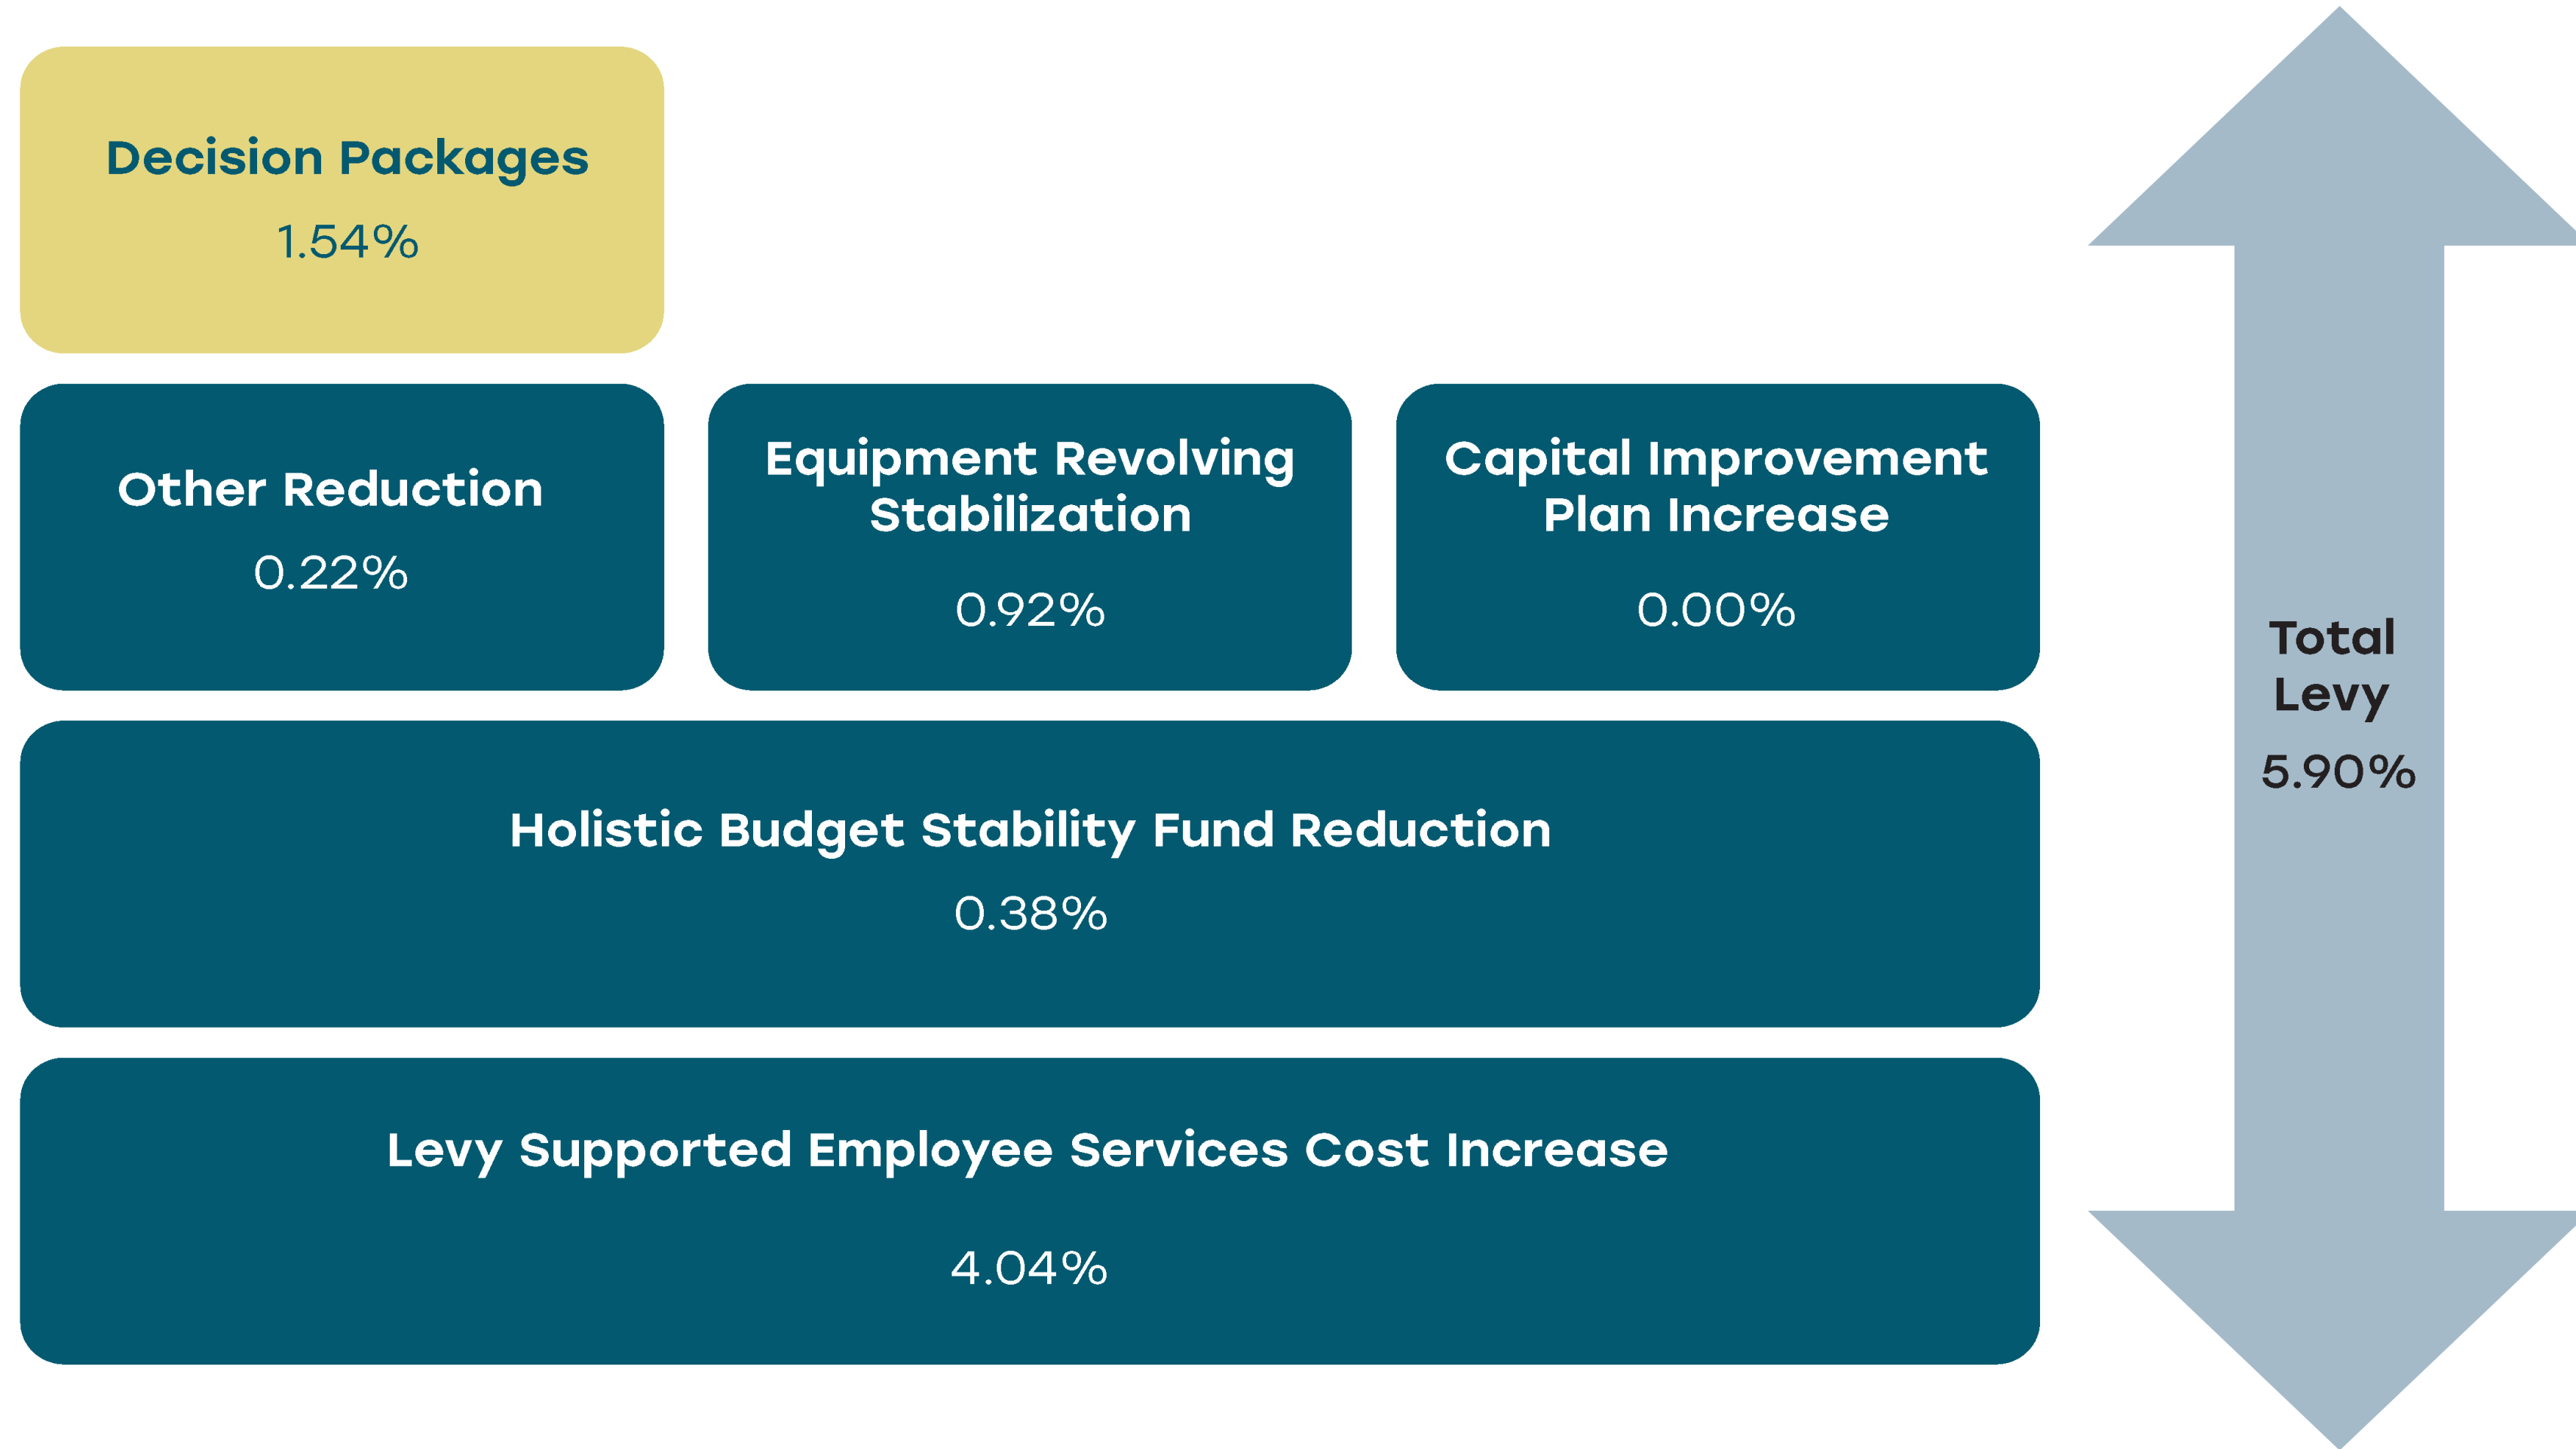 Decision Packages
1.54%
Other Reduction
0.22%
Equipment Revolving
Stabilization
0.92%
Capital Improvement
Plan Increase
0.00%
Holistic Budget Stability Fund Reduction
0.38%
Levy Supported Employee Services Cost Increase
4.04%
Total
Levy
5.90%